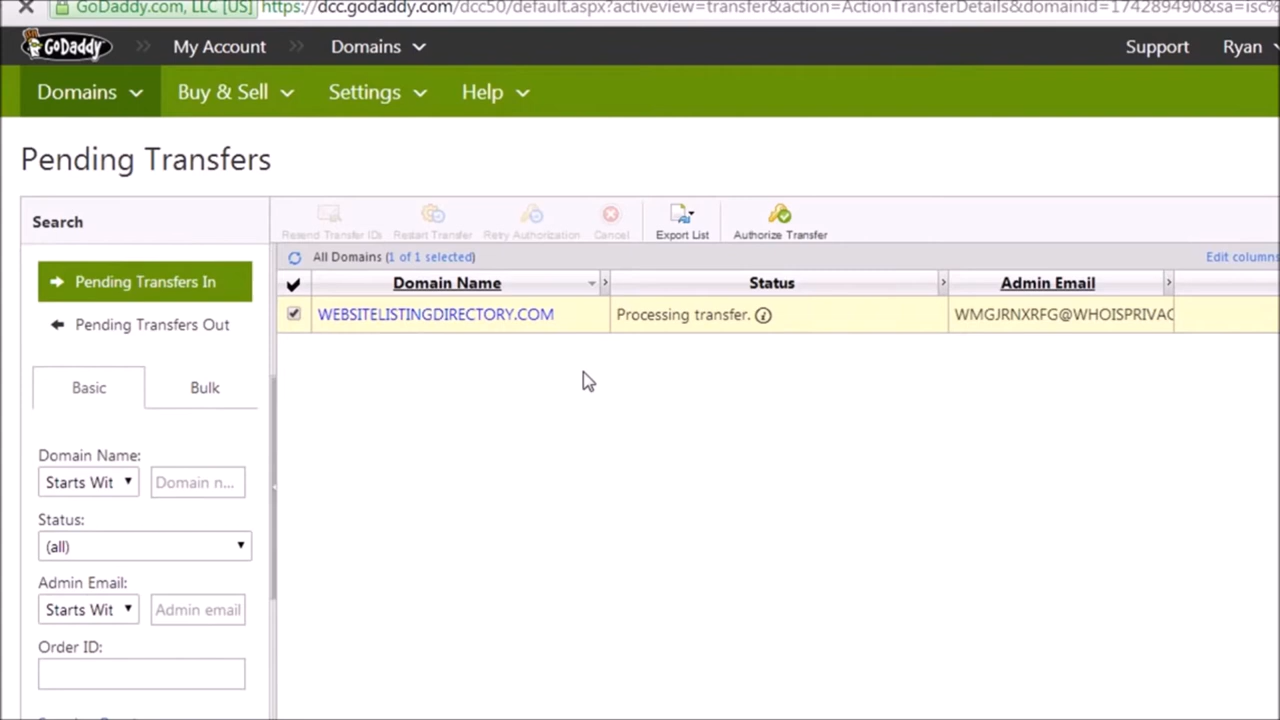 GoDaddy.com, LLC [US] https://dcc.godaddy.com/dcc50/default.aspx?activeview=transfer&action=ActionTransferDetails&domainid=174289490&sa=isc%
GoDaddy » My Account » Domains Support Ryan
Domains Buy & Sell Settings Help
Pending Transfers
Search
Resend Transfer IDs Restart Transfer Retry Authorization Cancel Export List Authorize Transfer
All Domains (1 of 1 selected) Edit columns
Pending Transfers In
Domain Name Status Admin Email
WEBSITELISTINGDIRECTORY.COM Processing transfer. WMGJRNXRFG@WHOISPRIVAC
Pending Transfers Out
Basic Bulk
Domain Name:
Starts Wit Domain n...
Status:
(all)
Admin Email:
Starts Wit Admin email
Order ID: